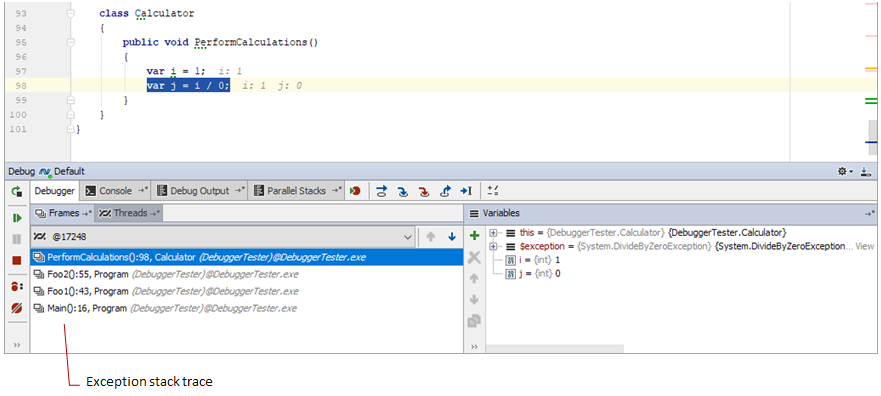 93 class Calculator
94 {
95 public void PerformCalculations()
96 {
97 var i = 1; i: 1
98 var j = i / 0; i: 1 j: 0
99 }
100 }
101 }
Debug Default
Debugger Console Debug Output Parallel Stacks
Frames Threads
@17248
PerformCalculations():98, Calculator (DebuggerTester)@DebuggerTester.exe
Foo2():55, Program (DebuggerTester)@DebuggerTester.exe
Foo1():43, Program (DebuggerTester)@DebuggerTester.exe
Main():16, Program (DebuggerTester)@DebuggerTester.exe
Variables
this = {DebuggerTester.Calculator} {DebuggerTester.Calculator}
$exception = {System.DivideByZeroException} {System.DivideByZeroException... View
i = {int} 1
j = {int} 0
Exception stack trace